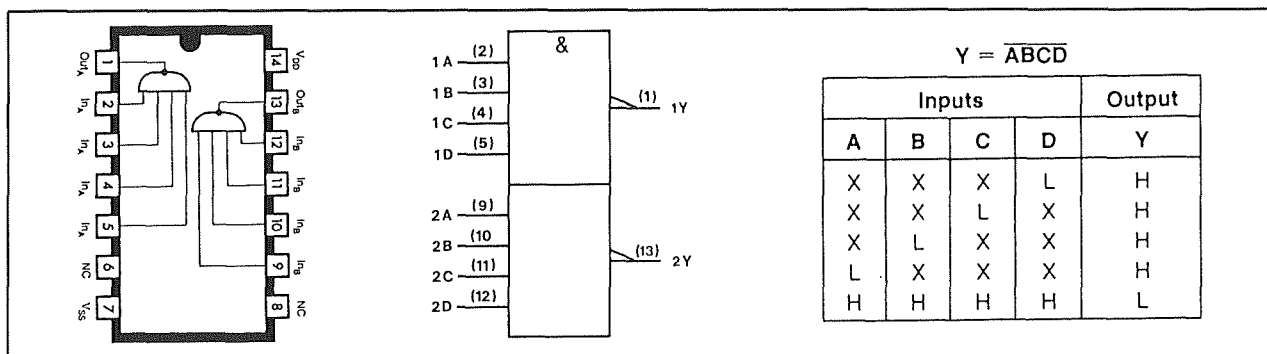 Out_A 1
In_A 2
In_A 3
In_A 4
In_A 5
NC 6
V_SS 7
14 V_DD
13 Out_B
12 In_B
11 In_B
10 In_B
9 In_B
8 NC
&
1A (2)
1B (3)
1C (4)
1D (5)
(1) 1Y
2A (9)
2B (10
2C (11)
2D (12)
(13) 2Y
Y = \overline{ABCD}
Inputs Output
A B C D Y
X X X L H
X X L X H
X L X X H
L X X X H
H H H H L